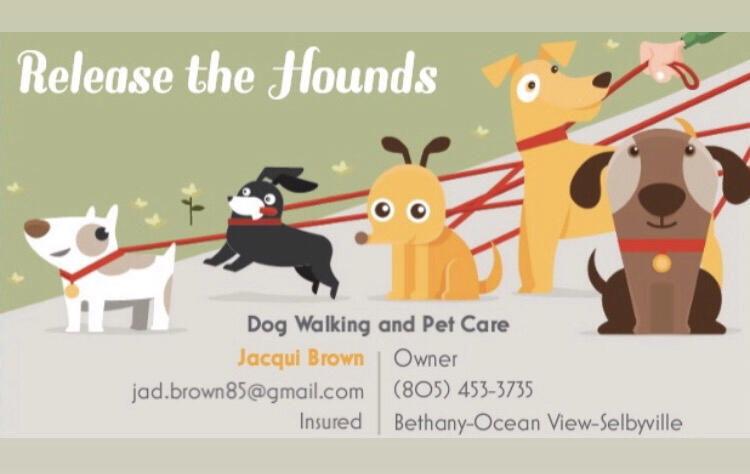 Release the Hounds
Dog Walking and Pet Care
Jacqui Brown | Owner
jad.brown85@gmail.com | (805) 453-3735
Insured | Bethany-Ocean View-Selbyville